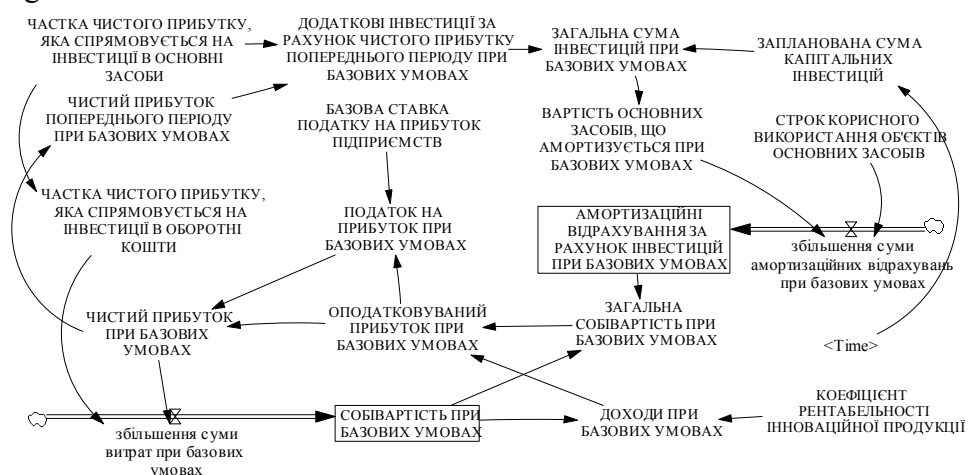 ЧАСТКА ЧИСТОГО ПРИБУТКУ,
ЯКА СПРЯМОВУЄТЬСЯ НА
ІНВЕСТИЦІЇ В ОСНОВНІ
ЗАСОБИ
ДОДАТКОВІ ІНВЕСТИЦІЇ ЗА
РАХУНОК ЧИСТОГО ПРИБУТКУ
ПОПЕРЕДНЬОГО ПЕРІОДУ ПРИ
БАЗОВИХ УМОВАХ
ЗАГАЛЬНА СУМА
ІНВЕСТИЦІЙ ПРИ
БАЗОВИХ УМОВАХ
ЗАПЛАНОВАНА СУМА
КАПІТАЛЬНИХ
ІНВЕСТИЦІЙ
ЧИСТИЙ ПРИБУТОК
ПОПЕРЕДНЬОГО ПЕРІОДУ
ПРИ БАЗОВИХ УМОВАХ
БАЗОВА СТАВКА
ПОДАТКУ НА ПРИБУТОК
ПІДПРИЄМСТВ
ВАРТІСТЬ ОСНОВНИХ
ЗАСОБІВ, ЩО
АМОРТИЗУЄТЬСЯ ПРИ
БАЗОВИХ УМОВАХ
СТРОК КОРИСНОГО
ВИКОРИСТАННЯ ОБ'ЄКТІВ
ОСНОВНИХ ЗАСОБІВ
ЧАСТКА ЧИСТОГО ПРИБУТКУ,
ЯКА СПРЯМОВУЄТЬСЯ НА
ІНВЕСТИЦІЇ В ОБОРОТНІ
КОШТИ
ПОДАТОК НА
ПРИБУТОК ПРИ
БАЗОВИХ УМОВАХ
АМОРТИЗАЦІЙНІ
ВІДРАХУВАННЯ ЗА
РАХУНОК ІНВЕСТИЦІЙ
ПРИ БАЗОВИХ УМОВАХ
збільшення суми
амортизаційних відрахувань
при базових умовах
ЧИСТИЙ ПРИБУТОК
ПРИ БАЗОВИХ
УМОВАХ
ОПОДАТКОВУВАНИЙ
ПРИБУТОК ПРИ
БАЗОВИХ УМОВАХ
ЗАГАЛЬНА
СОБІВАРТІСТЬ ПРИ
БАЗОВИХ УМОВАХ
<Time>
збільшення суми
витрат при базових
умовах
СОБІВАРТІСТЬ ПРИ
БАЗОВИХ УМОВАХ
ДОХОДИ ПРИ
БАЗОВИХ УМОВАХ
КОЕФІЦІЄНТ
РЕНТАБЕЛЬНОСТІ
ІННОВАЦІЙНОЇ ПРОДУКЦІЇ